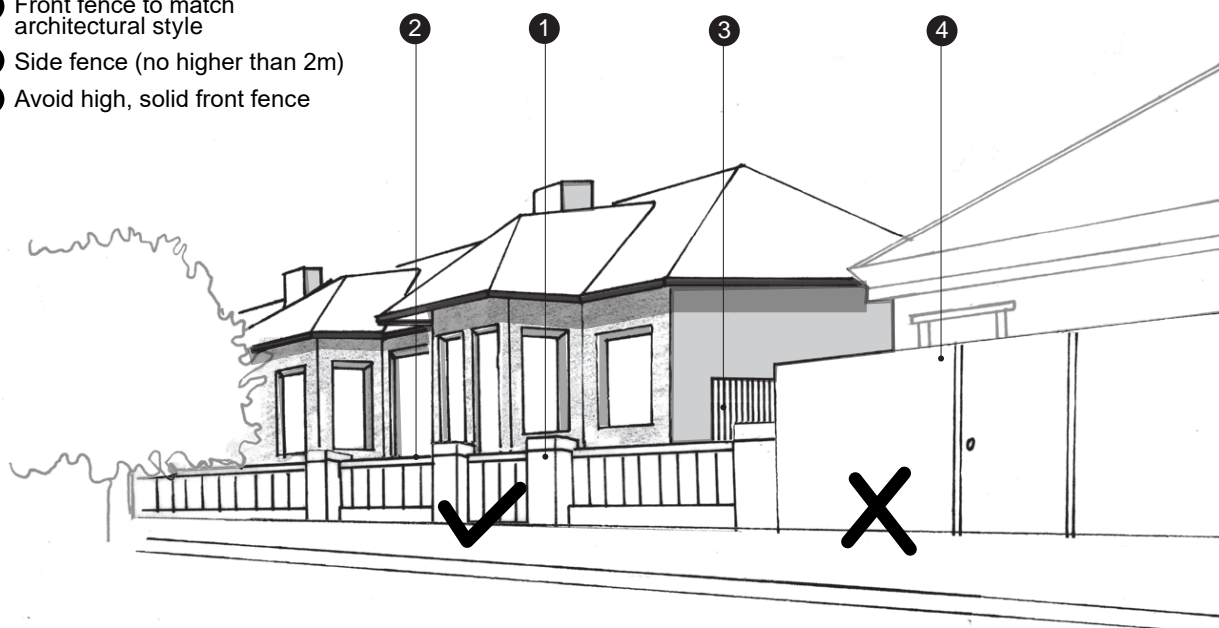 Front fence to match
architectural style
Side fence (no higher than 2m)
Avoid high, solid front fence
2 1 3 4